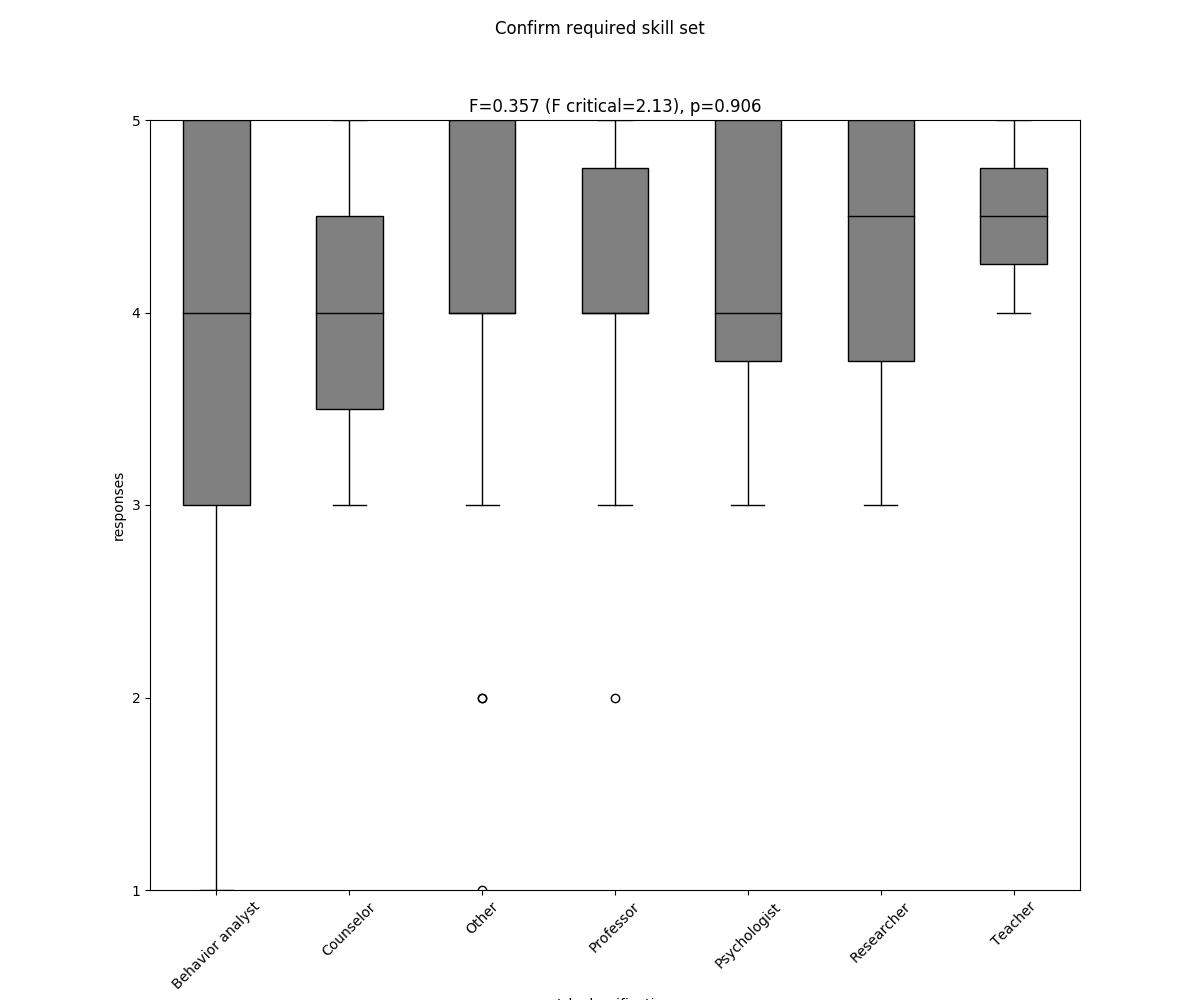 Confirm required skill set
F=0.357 (F critical=2.13), p=0.906
5
4
3
2
1
responses
Behavior analyst
Counselor
Other
Professor
Psychologist
Researcher
Teacher